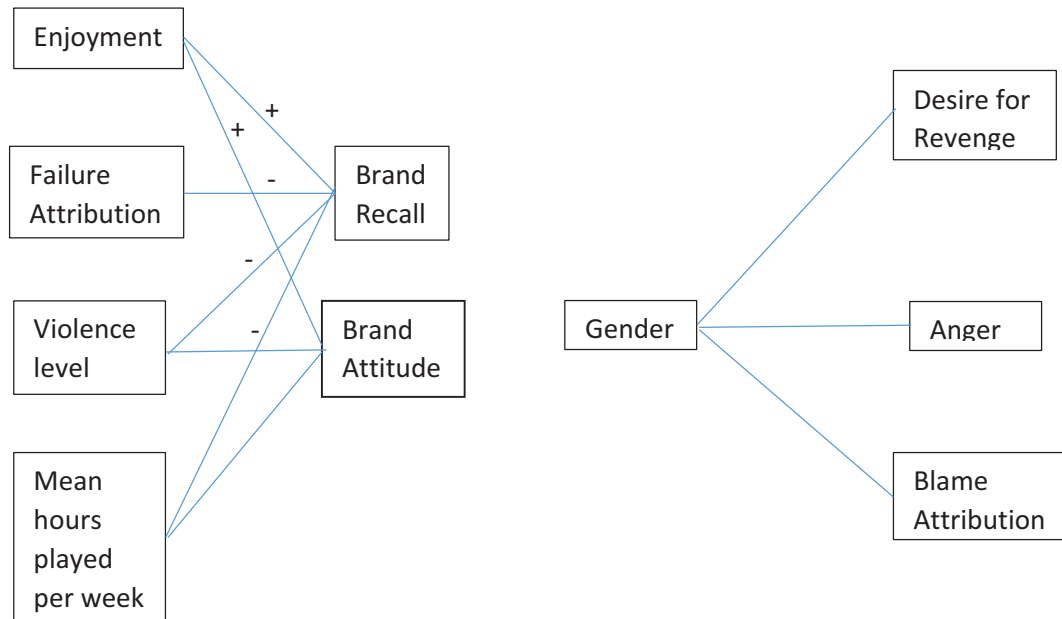 Enjoyment
+
+
Failure
Attribution
-
Brand
Recall
-
Violence
level
-
Brand
Attitude
Mean
hours
played
per week
Gender
Desire for
Revenge
Anger
Blame
Attribution